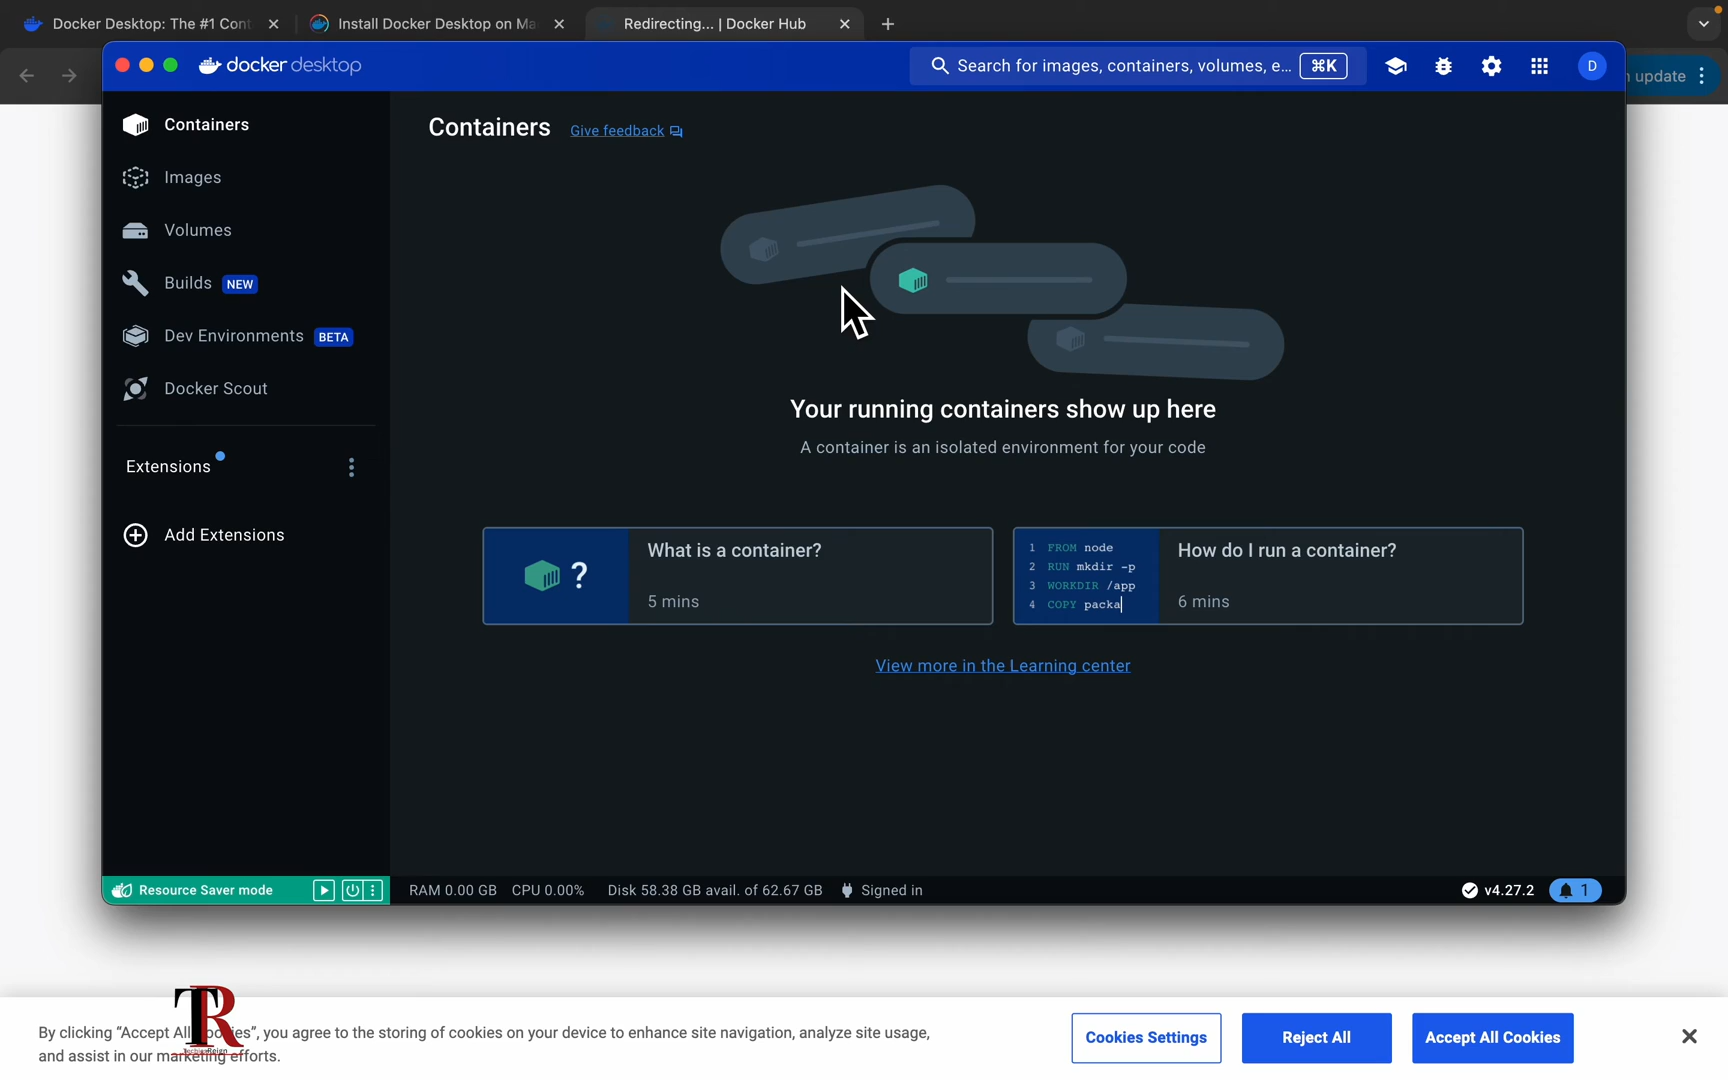 Docker Desktop: The #1 Cont
Install Docker Desktop on Ma
Redirecting... | Docker Hub
docker desktop
Search for images, containers, volumes, e... ⌘K
D
update
Containers
Images
Volumes
Builds NEW
Dev Environments BETA
Docker Scout
Extensions
Add Extensions
Containers Give feedback
Your running containers show up here
A container is an isolated environment for your code
?
What is a container?
5 mins
1 FROM node
2 RUN mkdir -p
3 WORKDIR /app
4 COPY packa
How do I run a container?
6 mins
View more in the Learning center
Resource Saver mode
RAM 0.00 GB CPU 0.00% Disk 58.38 GB avail. of 62.67 GB Signed in
v4.27.2 1
TR
By clicking “Accept All Cookies”, you agree to the storing of cookies on your device to enhance site navigation, analyze site usage,
and assist in our marketing efforts.
Cookies Settings
Reject All
Accept All Cookies